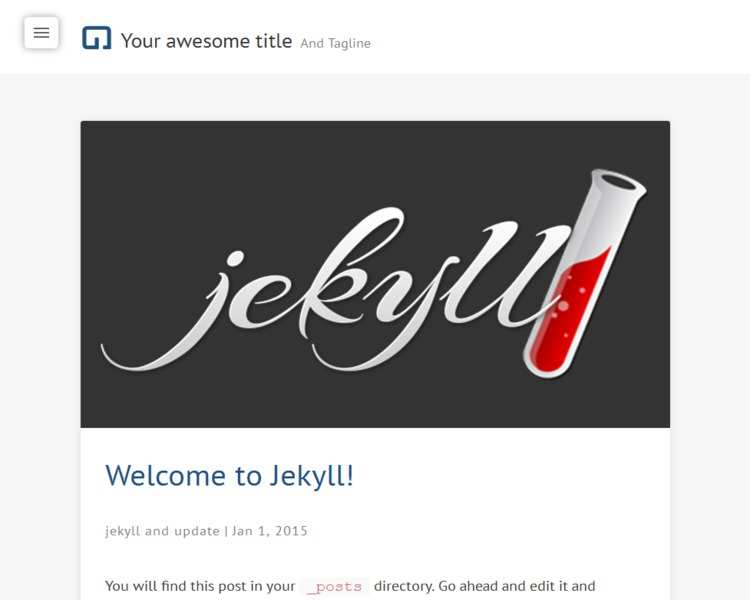 Your awesome title And Tagline
jekyll
Welcome to Jekyll!
jekyll and update | Jan 1, 2015
You will find this post in your _posts directory. Go ahead and edit it and